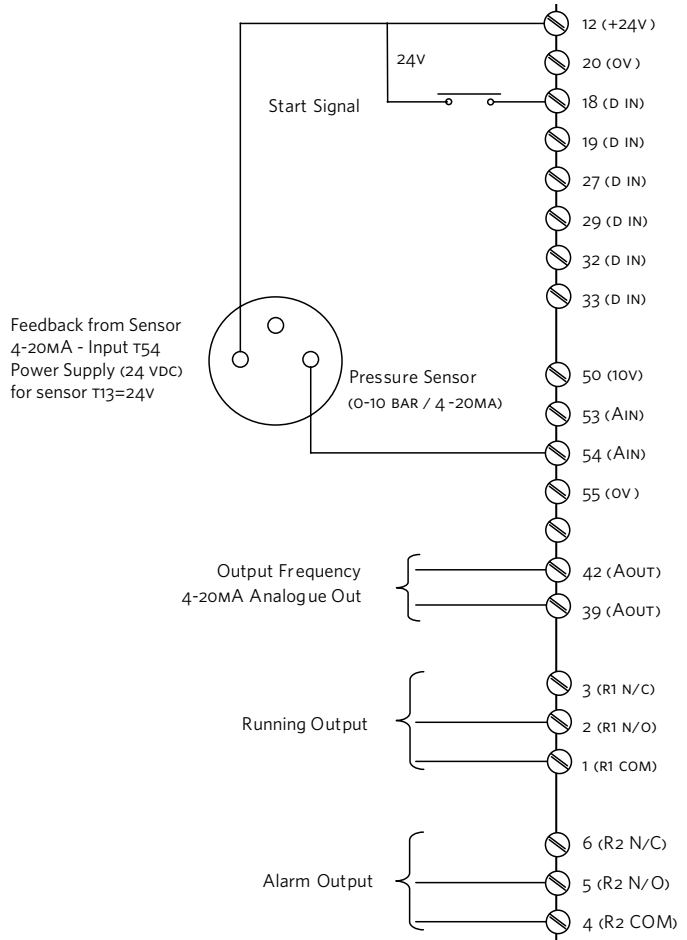 12 (+24V)
24V
20 (0V)
Start Signal
18 (D IN)
19 (D IN)
27 (D IN)
29 (D IN)
32 (D IN)
33 (D IN)
Feedback from Sensor
4-20MA - Input T54
Power Supply (24 VDC)
for sensor T13=24V
Pressure Sensor
(0-10 BAR / 4-20MA)
50 (10V)
53 (AIN)
54 (AIN)
55 (0V)
Output Frequency
4-20MA Analogue Out
42 (AOUT)
39 (AOUT)
Running Output
3 (R1 N/C)
2 (R1 N/O)
1 (R1 COM)
Alarm Output
6 (R2 N/C)
5 (R2 N/O)
4 (R2 COM)